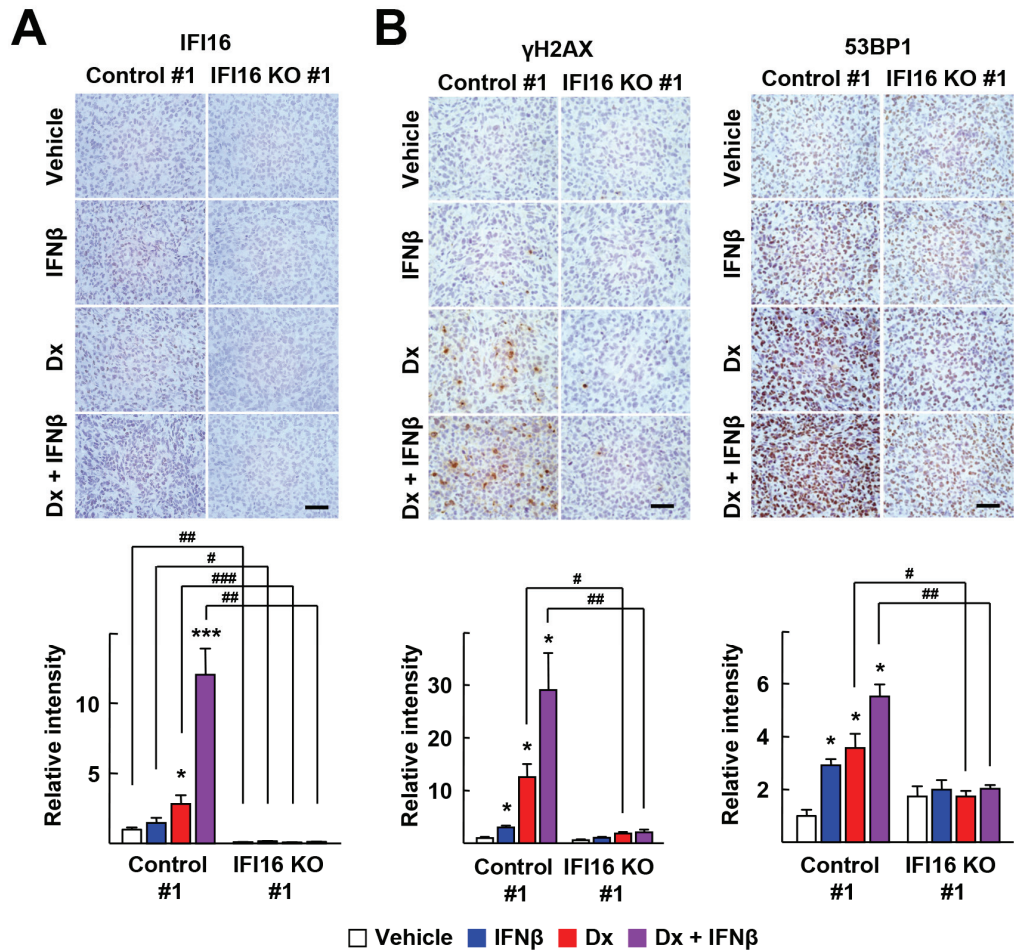 A
IFI16
Control #1 IFI16 KO #1
Vehicle
IFNβ
Dx
Dx + IFNβ
##
#
###
##
***
*
Relative intensity
10
5
Control #1
IFI16 KO #1
B
γH2AX
Control #1 IFI16 KO #1
Vehicle
IFNβ
Dx
Dx + IFNβ
#
##
*
*
*
Relative intensity
30
20
10
Control #1
IFI16 KO #1
53BP1
Control #1 IFI16 KO #1
Vehicle
IFNβ
Dx
Dx + IFNβ
#
##
*
*
*
Relative intensity
6
4
2
Control #1
IFI16 KO #1
Vehicle IFNβ Dx Dx + IFNβ